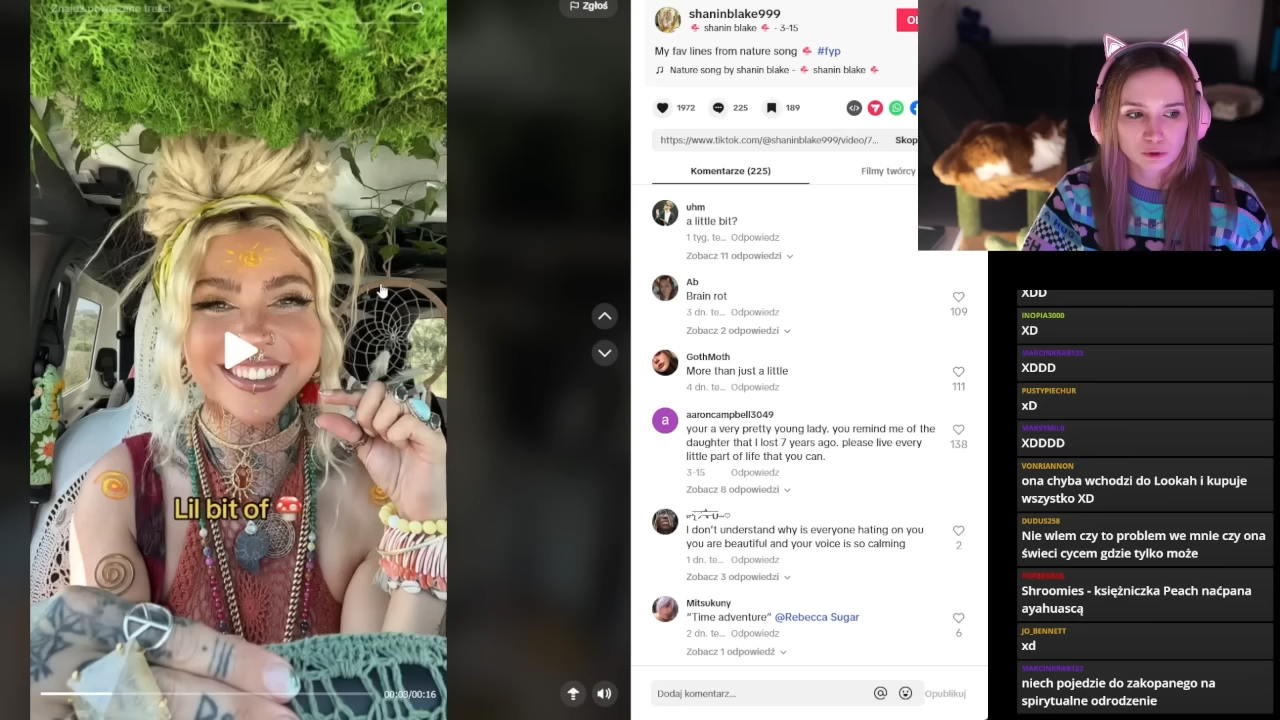 Znajdź powiązane treści
Zgłoś
Lil bit of
00:03/00:16
shaninblake999
shanin blake · 3-15
My fav lines from nature song #fyp
Nature song by shanin blake - shanin blake
1972
225
189
https://www.tiktok.com/@shaninblake999/video/7...
Skop
Komentarze (225)
Filmy twórcy
uhm
a little bit?
1 tyg. te... Odpowiedz
Zobacz 11 odpowiedzi
Ab
Brain rot
3 dn. te... Odpowiedz
109
Zobacz 2 odpowiedzi
GothMoth
More than just a little
4 dn. te... Odpowiedz
111
a
aaroncampbell3049
your a very pretty young lady. you remind me of the
daughter that I lost 7 years ago. please live every
little part of life that you can.
138
3-15 Odpowiedz
Zobacz 8 odpowiedzi
I don't understand why is everyone hating on you
you are beautiful and your voice is so calming
2
1 dn. te... Odpowiedz
Zobacz 3 odpowiedzi
Mitsukuny
"Time adventure" @Rebecca Sugar
2 dn. te... Odpowiedz
6
Zobacz 1 odpowiedź
Dodaj komentarz...
Opublikuj
XDD
INOPIA3000
XD
XDDD
PUSTYPIECHUR
xD
XDDDD
VONRIANNON
ona chyba wchodzi do Lookah i kupuje
wszystko XD
DUDUS258
Nie wiem czy to problem we mnie czy ona
świeci cycem gdzie tylko może
Shroomies - księżniczka Peach naćpana
ayahuascą
JO_BENNETT
xd
niech pojedzie do zakopanego na
spirytualne odrodzenie